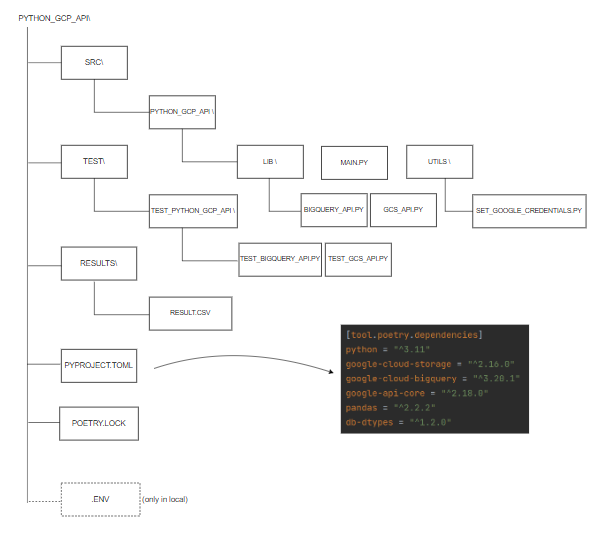 PYTHON_GCP_API\
SRC\
PYTHON_GCP_API \
LIB \
MAIN.PY
UTILS \
TEST\
TEST_PYTHON_GCP_API \
BIGQUERY_API.PY
GCS_API.PY
SET_GOOGLE_CREDENTIALS.PY
TEST_BIGQUERY_API.PY
TEST_GCS_API.PY
RESULTS\
RESULT.CSV
PYPROJECT.TOML
[tool.poetry.dependencies]
python = "^3.11"
google-cloud-storage = "^2.16.0"
google-cloud-bigquery = "^3.20.1"
google-api-core = "^2.18.0"
pandas = "^2.2.2"
db-dtypes = "^1.2.0"
POETRY.LOCK
.ENV
(only in local)